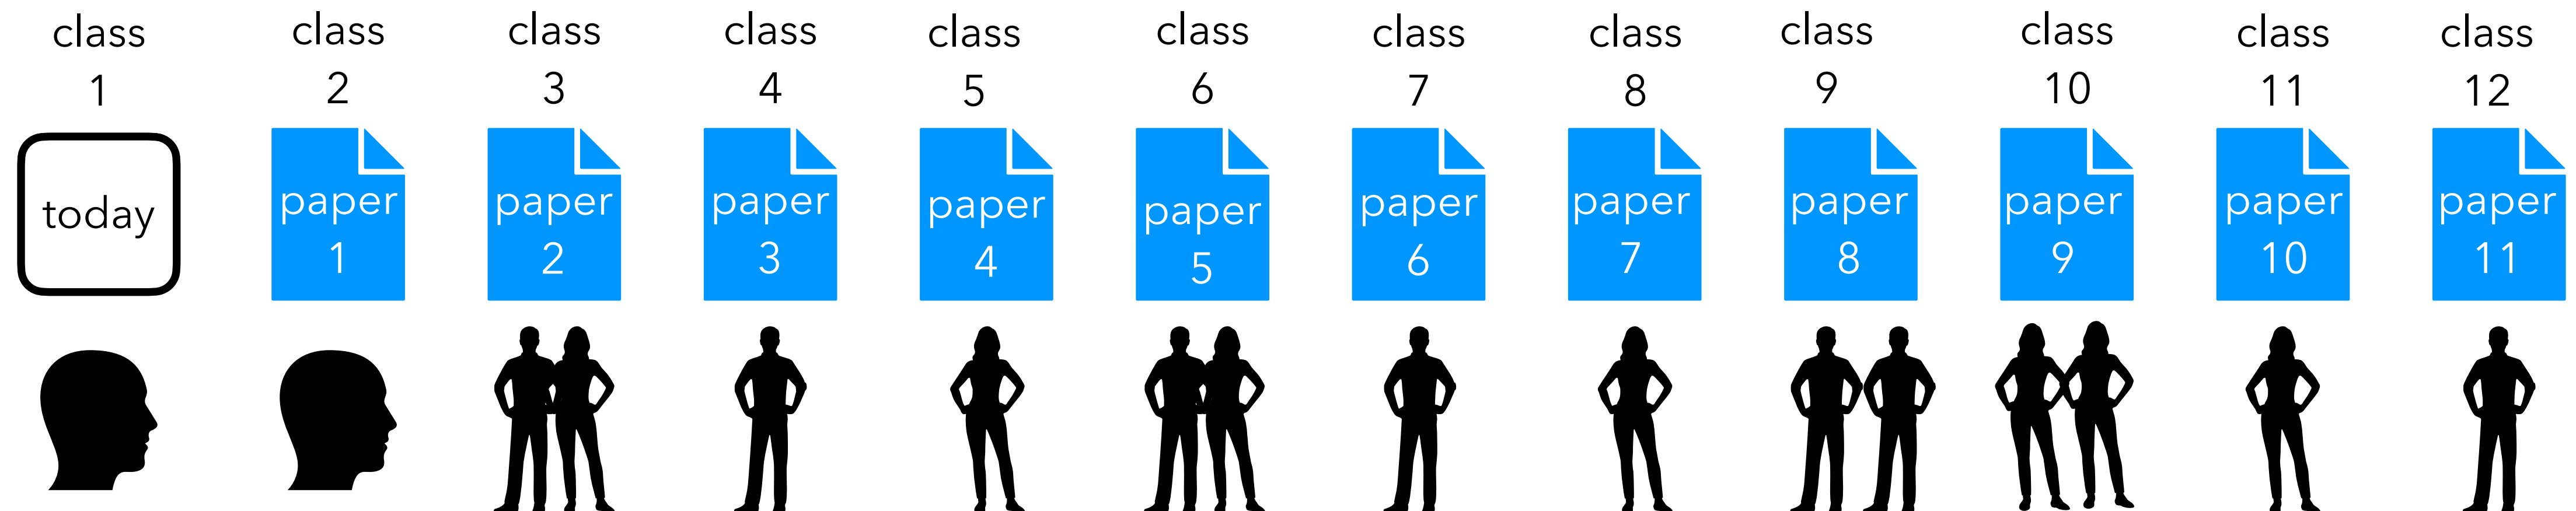 class class class class class class class class class class class class
1 2 3 4 5 6 7 8 9 10 11 12
today paper paper paper paper paper paper paper paper paper paper paper
1 2 3 4 5 6 7 8 9 10 11